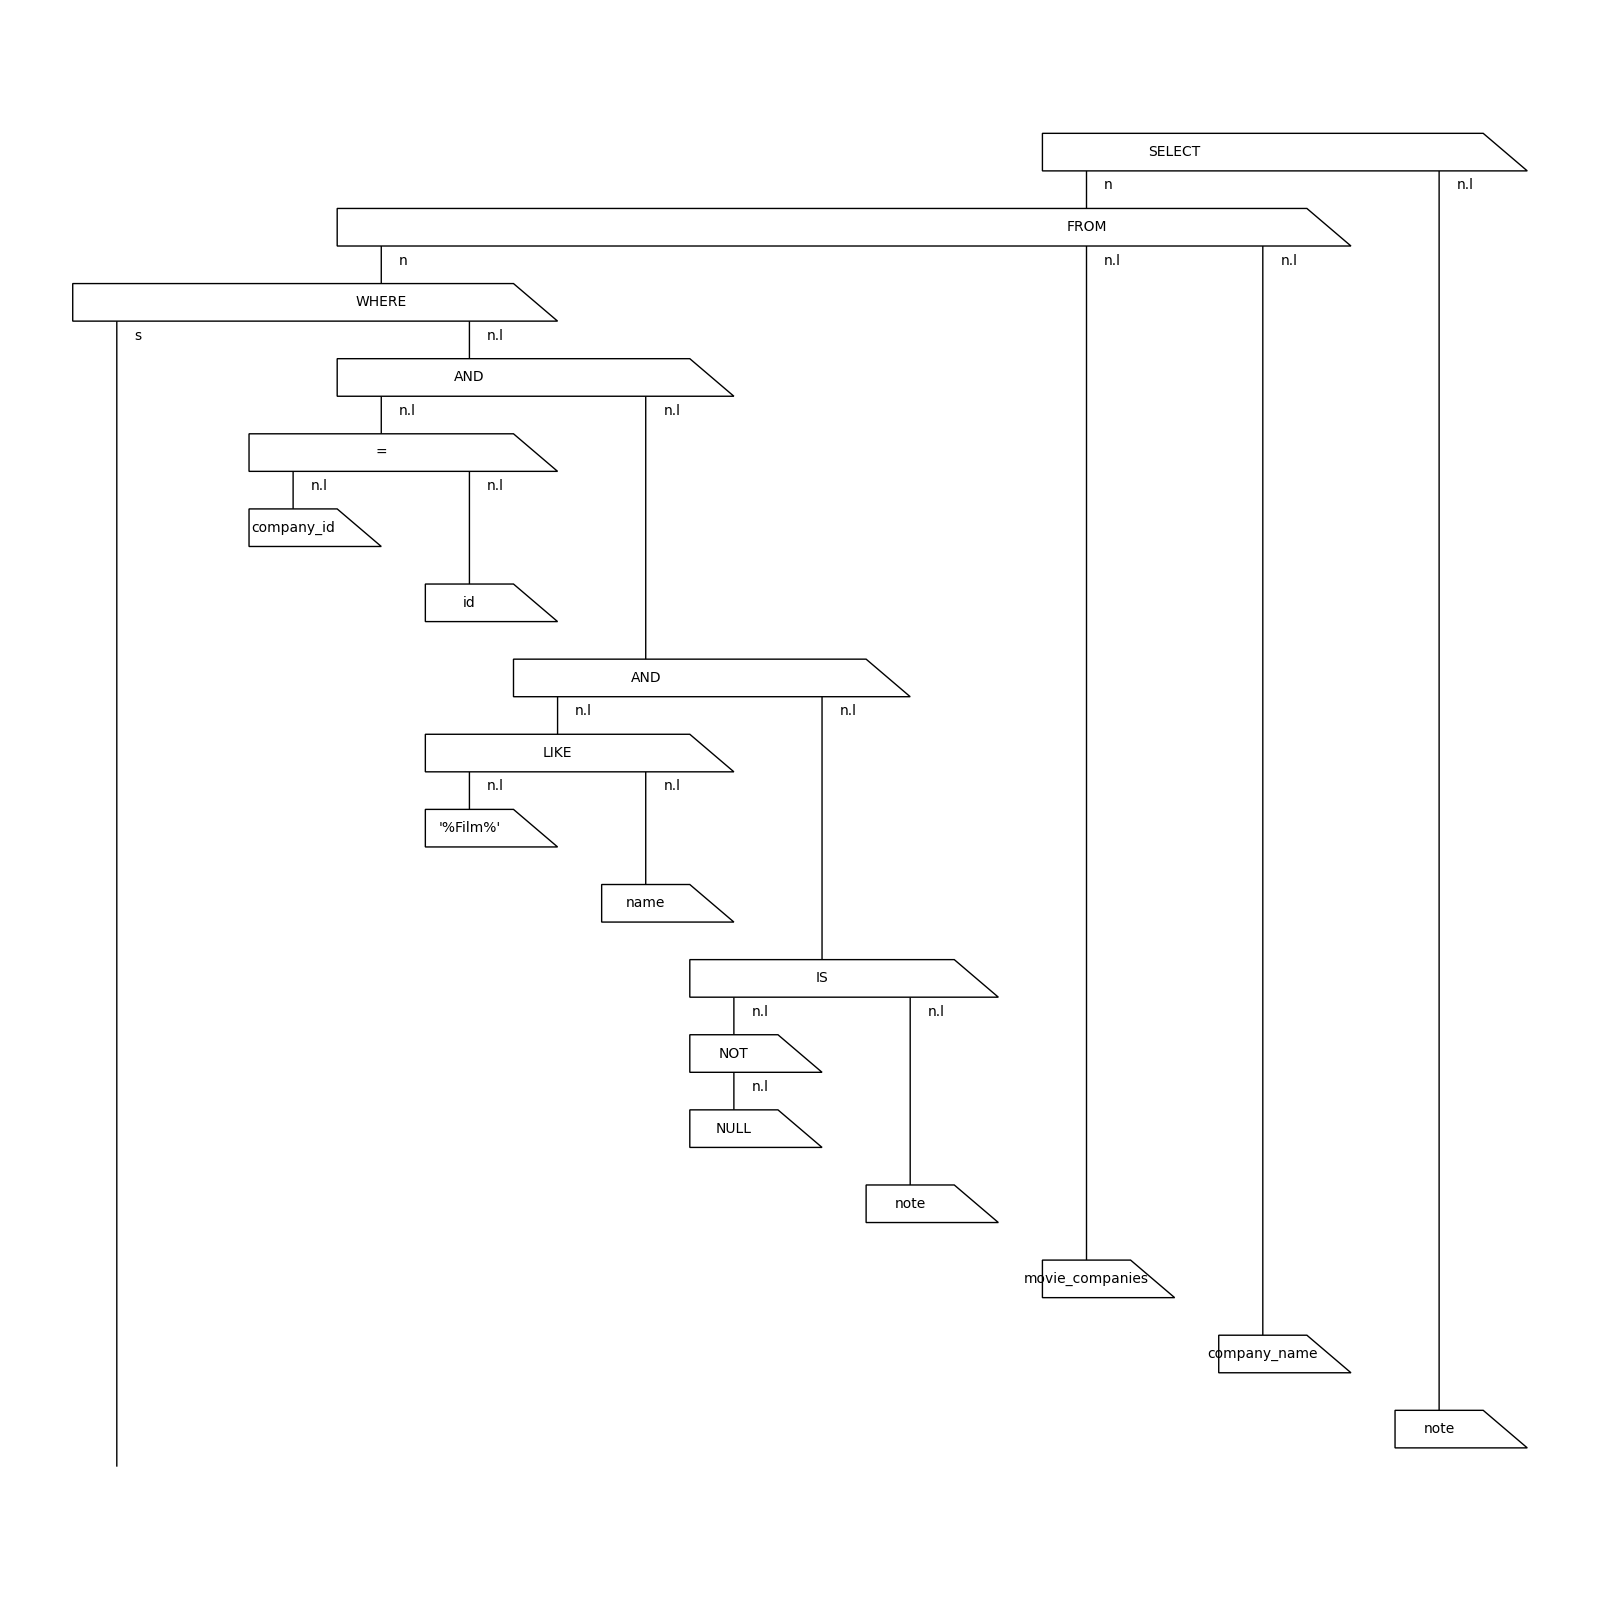 SELECT
n n.l
FROM
n n.l n.l
WHERE
s n.l
AND
n.l n.l
=
n.l n.l
company_id
id
AND
n.l n.l
LIKE
n.l n.l
'%Film%'
name
IS
n.l n.l
NOT
n.l
NULL
note
movie_companies
company_name
note